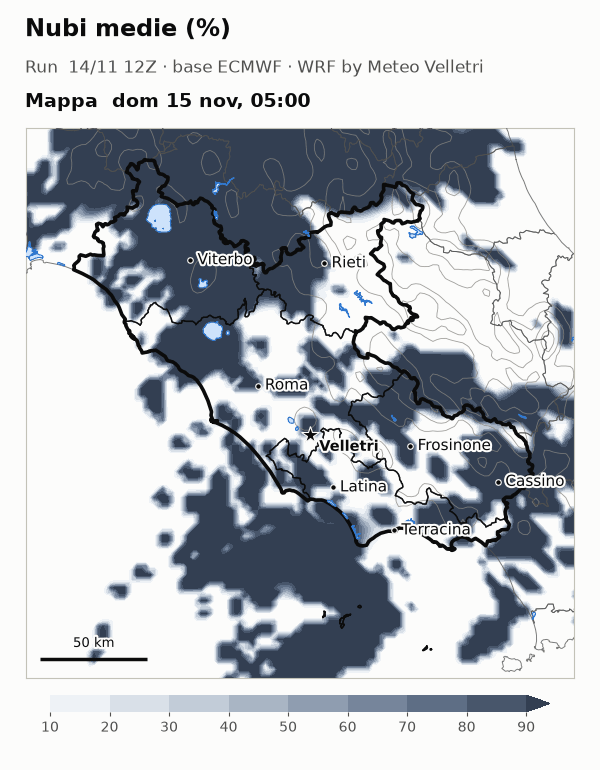 Nubi medie (%)
Run  14/11 12Z · base ECMWF · WRF by Meteo Velletri
Mappa  dom 15 nov, 05:00
Viterbo
Rieti
Roma
Velletri
Frosinone
Latina
Cassino
Terracina
50 km
10 20 30 40 50 60 70 80 90